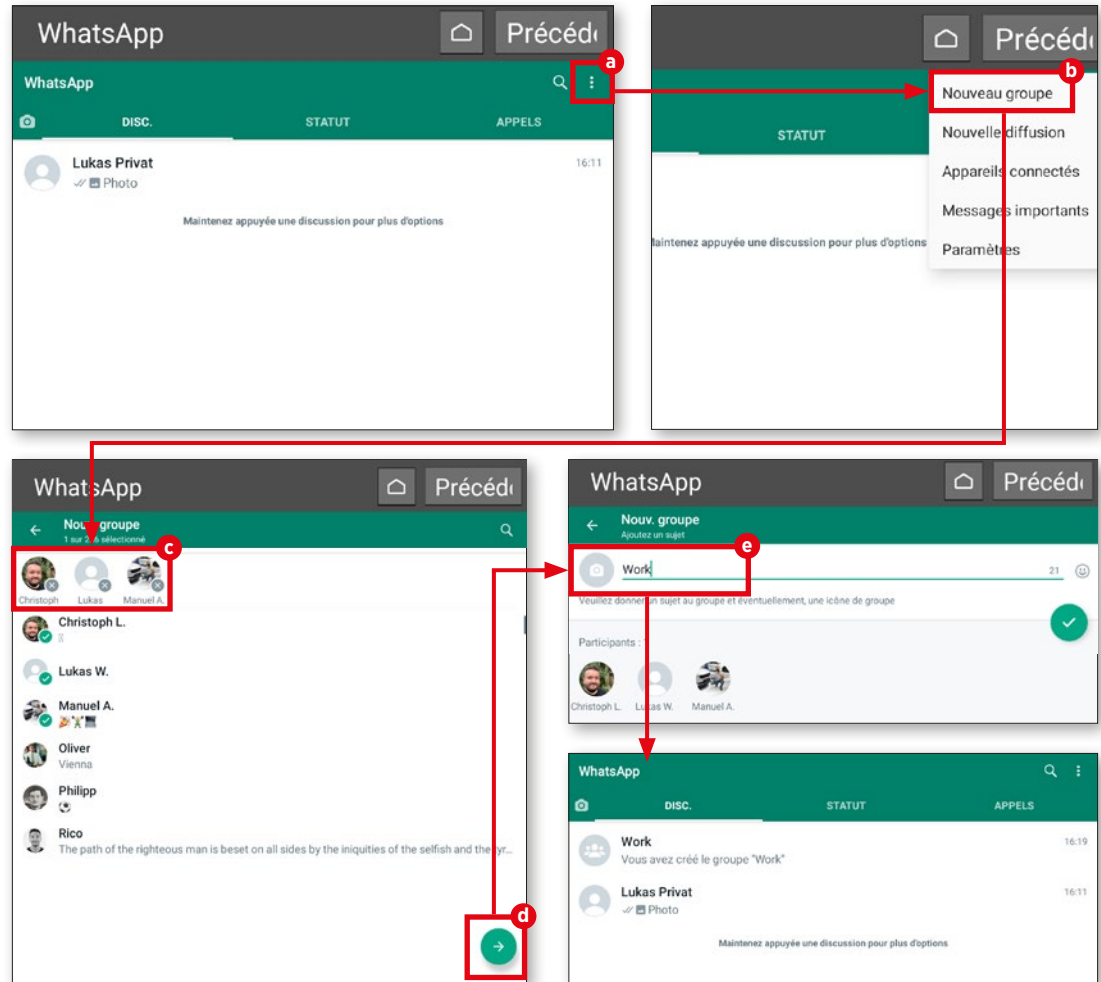 WhatsApp
Précéd
WhatsApp
a
DISC.
STATUT
APPELS
Lukas Privat
16:11
Photo
Maintenez appuyée une discussion pour plus d'options
Précéd
b
Nouveau groupe
STATUT
Nouvelle diffusion
Appareils connectés
Messages importants
Maintenez appuyée une discussion pour plus d'options
Paramètres
WhatsApp
Précéd
Nouv. groupe
1 sur 256 sélectionné
c
Christoph
Lukas
Manuel A.
Christoph L.
Lukas W.
Manuel A.
Oliver
Vienna
Philipp
Rico
The path of the righteous man is beset on all sides by the iniquities of the selfish and the tyr...
d
WhatsApp
Précéd
Nouv. groupe
Ajoutez un sujet
e
Work
21
Veuillez donner un sujet au groupe et éventuellement, une icône de groupe
Participants :
Christoph L.
Lukas W.
Manuel A.
WhatsApp
DISC.
STATUT
APPELS
Work
16:19
Vous avez créé le groupe "Work"
Lukas Privat
16:11
Photo
Maintenez appuyée une discussion pour plus d'options